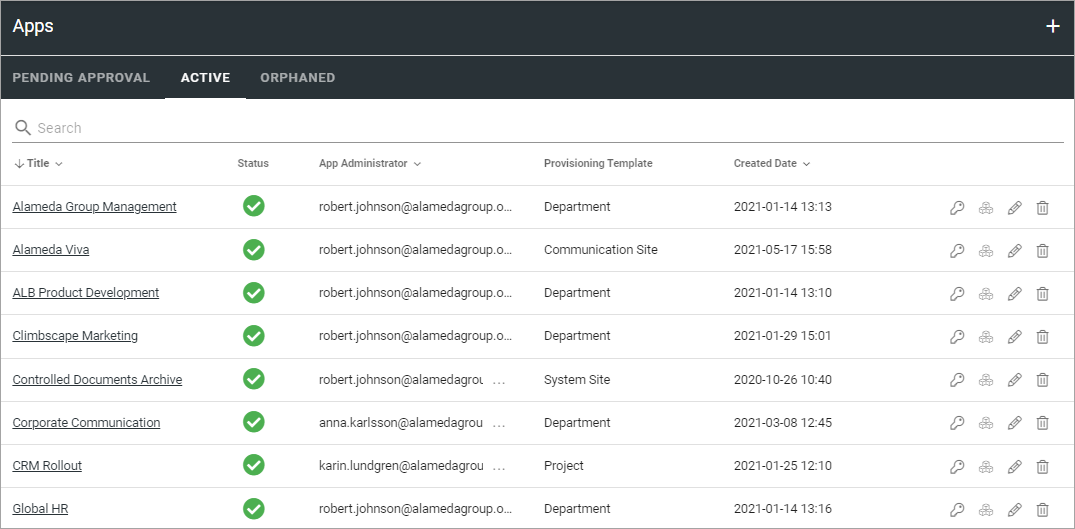 Apps
PENDING APPROVAL ACTIVE ORPHANED
Search
Title Status App Administrator Provisioning Template Created Date
Alameda Group Management robert.johnson@alamedagroup.o... Department 2021-01-14 13:13
Alameda Viva robert.johnson@alamedagroup.o... Communication Site 2021-05-17 15:58
ALB Product Development robert.johnson@alamedagroup.o... Department 2021-01-14 13:10
Climbscape Marketing robert.johnson@alamedagroup.o... Department 2021-01-29 15:01
Controlled Documents Archive robert.johnson@alamedagrou ... System Site 2020-10-26 10:40
Corporate Communication anna.karlsson@alamedagrou ... Department 2021-03-08 12:45
CRM Rollout karin.lundgren@alamedagrou ... Project 2021-01-25 12:10
Global HR robert.johnson@alamedagroup.o... Department 2021-01-14 13:16